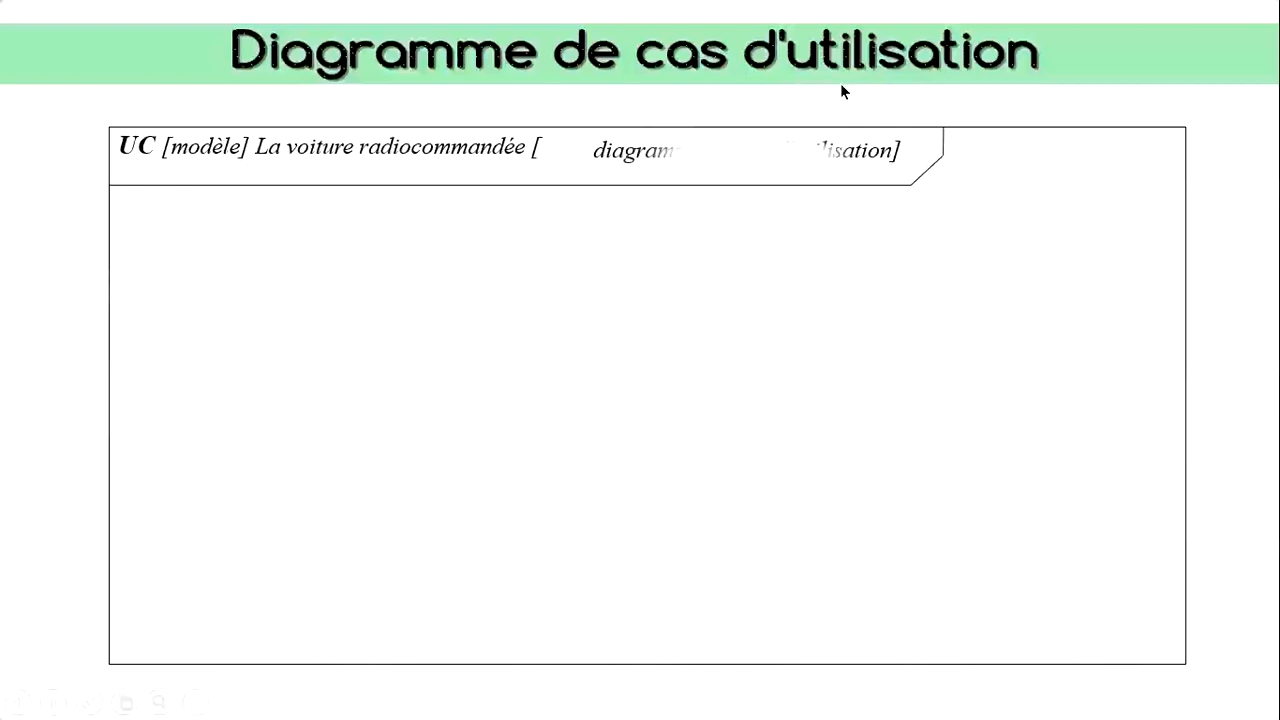 Diagramme de cas d'utilisation
UC [modèle] La voiture radiocommandée [